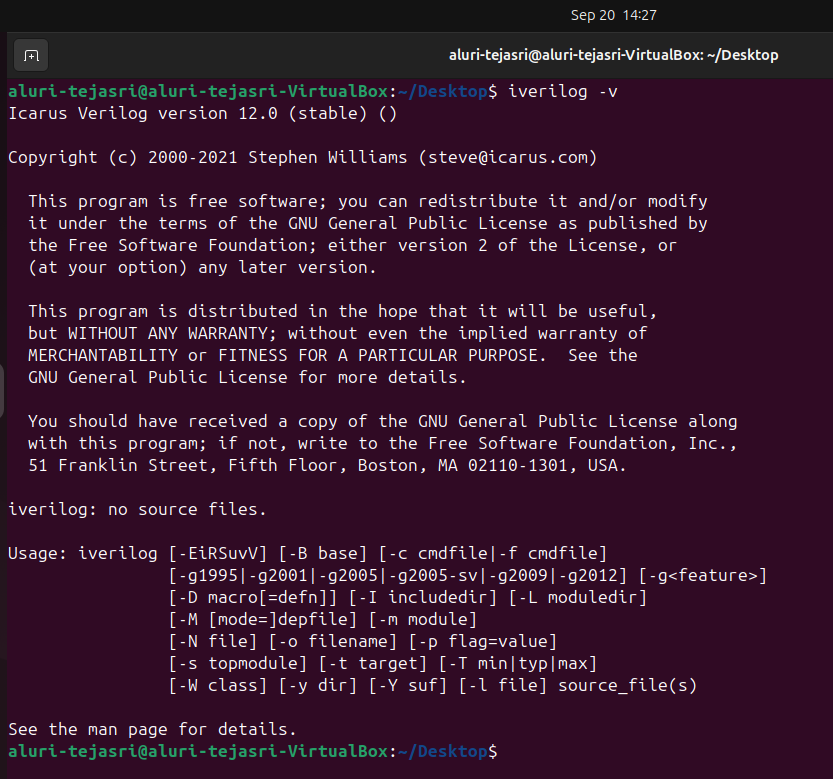 Sep 20 14:27
aluri-tejasri@aluri-tejasri-VirtualBox: ~/Desktop
aluri-tejasri@aluri-tejasri-VirtualBox:~/Desktop$ iverilog -v
Icarus Verilog version 12.0 (stable) ()
Copyright (c) 2000-2021 Stephen Williams (steve@icarus.com)
This program is free software; you can redistribute it and/or modify
it under the terms of the GNU General Public License as published by
the Free Software Foundation; either version 2 of the License, or
(at your option) any later version.
This program is distributed in the hope that it will be useful,
but WITHOUT ANY WARRANTY; without even the implied warranty of
MERCHANTABILITY or FITNESS FOR A PARTICULAR PURPOSE.  See the
GNU General Public License for more details.
You should have received a copy of the GNU General Public License along
with this program; if not, write to the Free Software Foundation, Inc.,
51 Franklin Street, Fifth Floor, Boston, MA 02110-1301, USA.
iverilog: no source files.
Usage: iverilog [-EiRSuvV] [-B base] [-c cmdfile|-f cmdfile]
[-g1995|-g2001|-g2005|-g2005-sv|-g2009|-g2012] [-g<feature>]
[-D macro[=defn]] [-I includedir] [-L moduledir]
[-M [mode=]depfile] [-m module]
[-N file] [-o filename] [-p flag=value]
[-s topmodule] [-t target] [-T min|typ|max]
[-W class] [-y dir] [-Y suf] [-l file] source_file(s)
See the man page for details.
aluri-tejasri@aluri-tejasri-VirtualBox:~/Desktop$